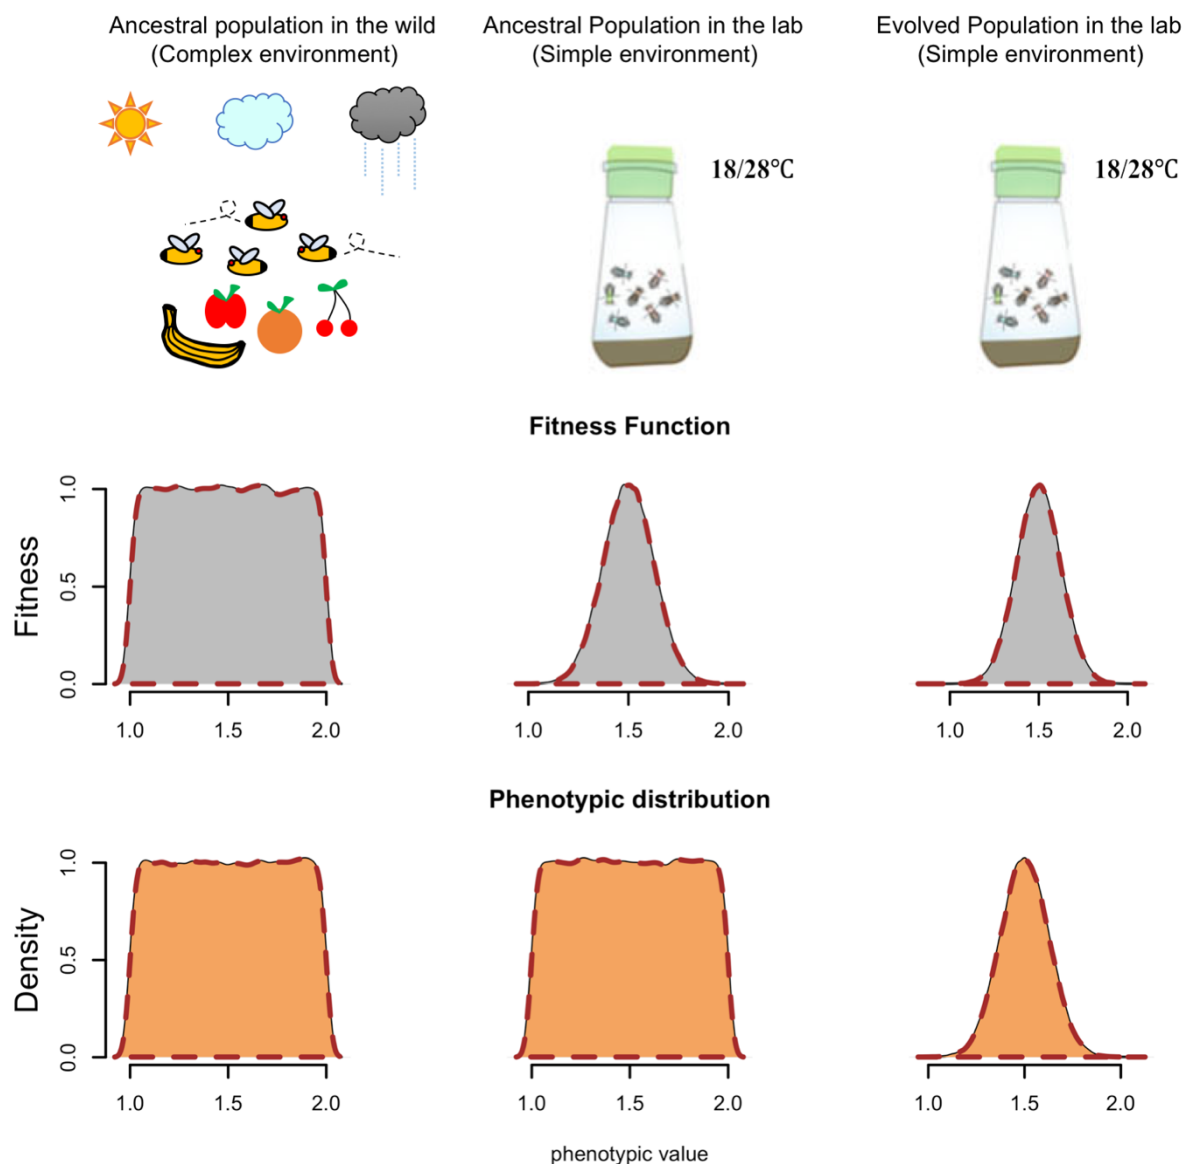 Ancestral population in the wild
(Complex environment)
Ancestral Population in the lab
(Simple environment)
Evolved Population in the lab
(Simple environment)
18/28°C
18/28°C
Fitness Function
Fitness
1.0
0.5
0.0
1.0 1.5 2.0
1.0 1.5 2.0
1.0 1.5 2.0
Phenotypic distribution
Density
1.0
0.5
0.0
1.0 1.5 2.0
1.0 1.5 2.0
1.0 1.5 2.0
phenotypic value